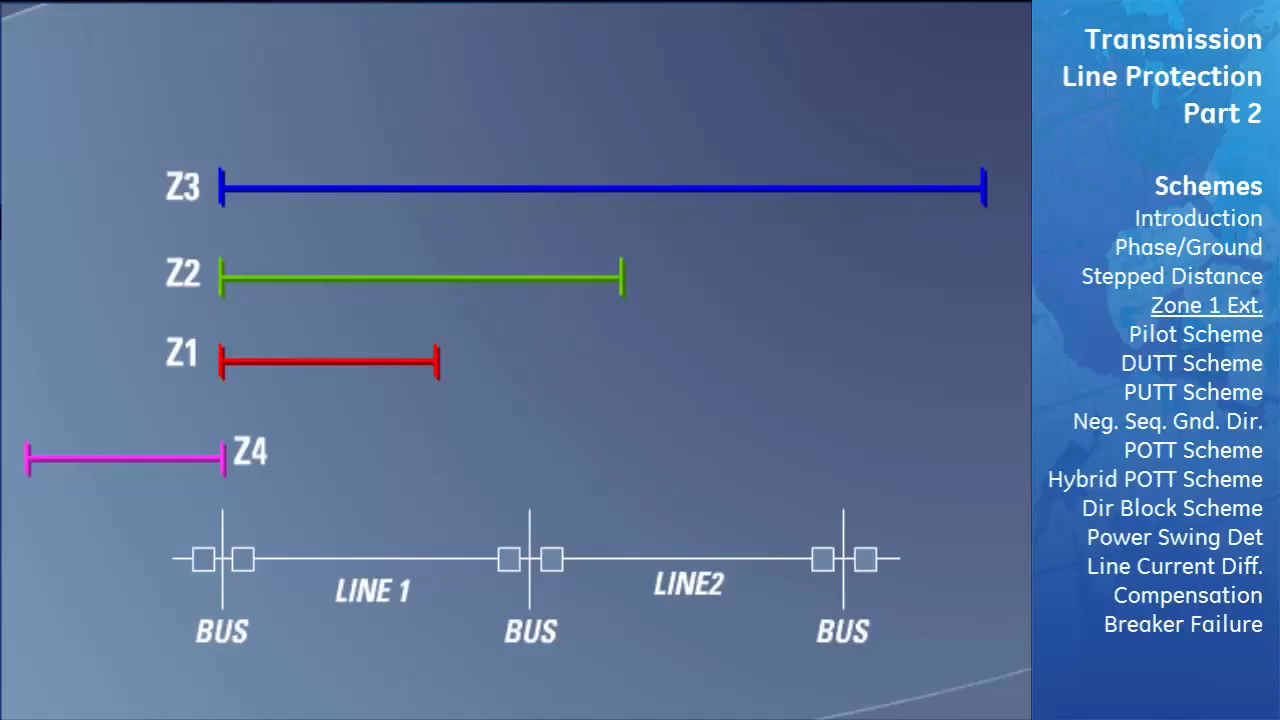 Z3
Z2
Z1
Z4
LINE 1
LINE2
BUS
BUS
BUS
Transmission
Line Protection
Part 2
Schemes
Introduction
Phase/Ground
Stepped Distance
Zone 1 Ext.
Pilot Scheme
DUTT Scheme
PUTT Scheme
Neg. Seq. Gnd. Dir.
POTT Scheme
Hybrid POTT Scheme
Dir Block Scheme
Power Swing Det
Line Current Diff.
Compensation
Breaker Failure